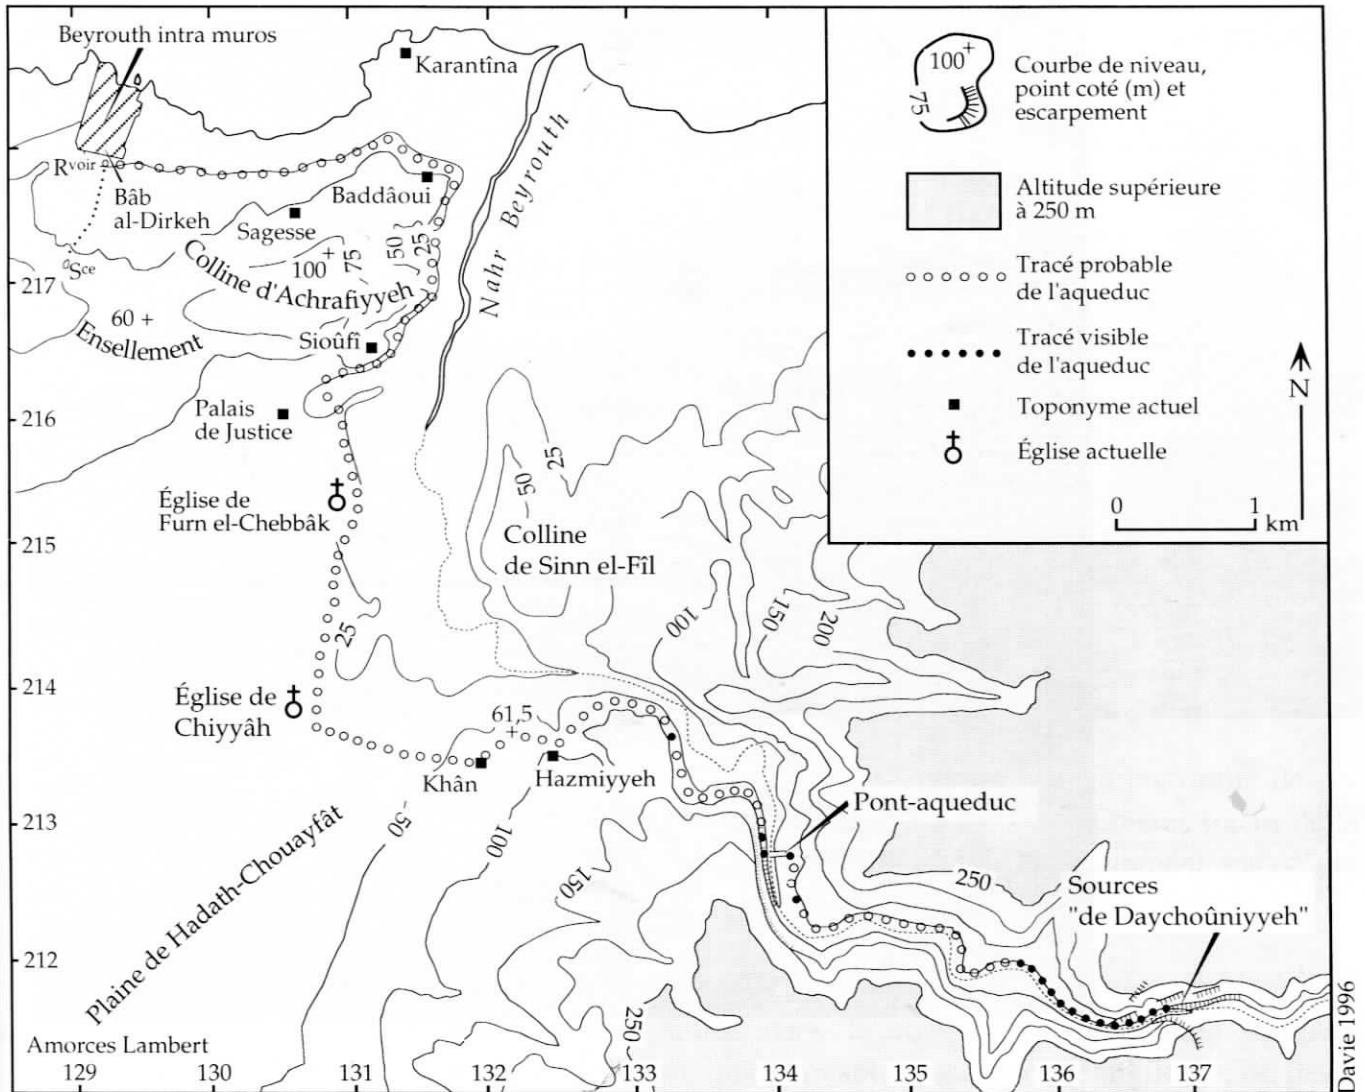 Beyrouth intra muros
Karantîna
Nahr Beyrouth
Rvoir
Bâb
al-Dirkeh
Baddâoui
Sagesse
50
25
75
100
Sce
Colline d'Achrafiyyeh
60
Ensellement
Sioûfî
Palais
de Justice
Église de
Furn el-Chebbâk
50
25
Colline
de Sinn el-Fîl
100
150
200
25
Église de
Chiyyâh
61,5
Khân
Hazmiyyeh
Pont-aqueduc
50
100
150
250
Sources
"de Daychoûniyyeh"
Plaine de Hadath-Chouayfât
250
Amorces Lambert
217
216
215
214
213
212
129
130
131
132
133
134
135
136
137
100
75
Courbe de niveau,
point coté (m) et
escarpement
Altitude supérieure
à 250 m
Tracé probable
de l'aqueduc
Tracé visible
de l'aqueduc
Toponyme actuel
Église actuelle
N
0
1
km
Davie 1996